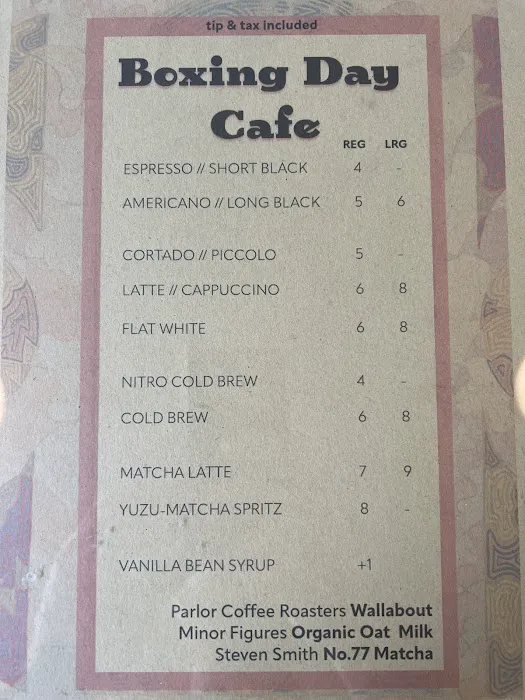 tip & tax included
Boxing Day
Cafe
REG LRG
ESPRESSO // SHORT BLACK 4 -
AMERICANO // LONG BLACK 5 6
CORTADO // PICCOLO 5 -
LATTE // CAPPUCCINO 6 8
FLAT WHITE 6 8
NITRO COLD BREW 4 -
COLD BREW 6 8
MATCHA LATTE 7 9
YUZU-MATCHA SPRITZ 8 -
VANILLA BEAN SYRUP +1
Parlor Coffee Roasters Wallabout
Minor Figures Organic Oat Milk
Steven Smith No.77 Matcha